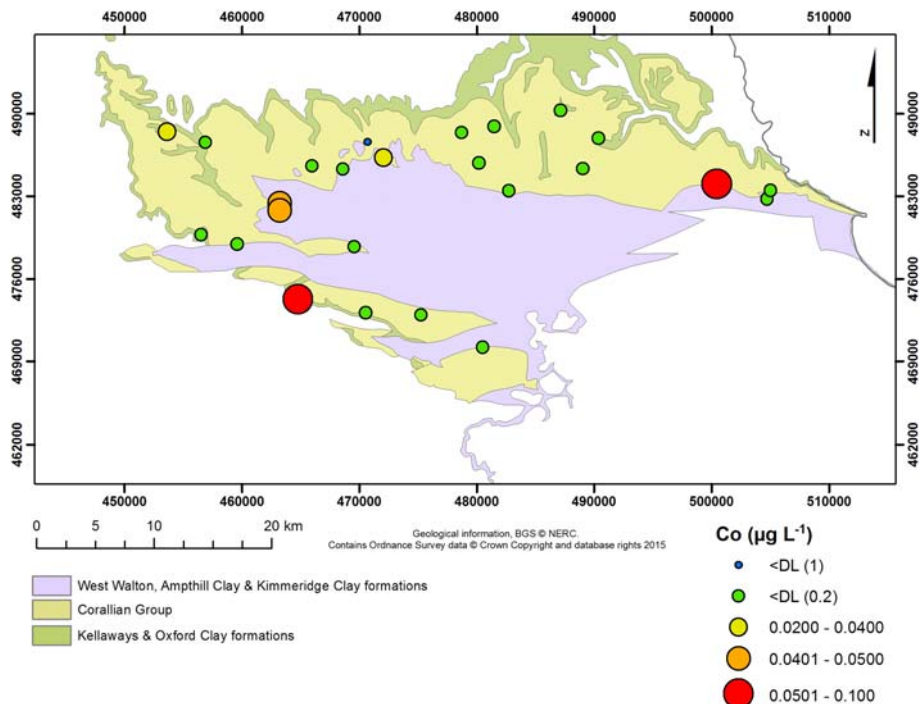 450000 460000 470000 480000 490000 500000 510000
490000 490000
483000 483000
476000 476000
469000 469000
462000 462000
450000 460000 470000 480000 490000 500000 510000
N
0 5 10 20 km
Geological information, BGS © NERC.
Contains Ordnance Survey data © Crown Copyright and database rights 2015
West Walton, Ampthill Clay & Kimmeridge Clay formations
Corallian Group
Kellaways & Oxford Clay formations
Co (µg L⁻¹)
<DL (1)
<DL (0.2)
0.0200 - 0.0400
0.0401 - 0.0500
0.0501 - 0.100